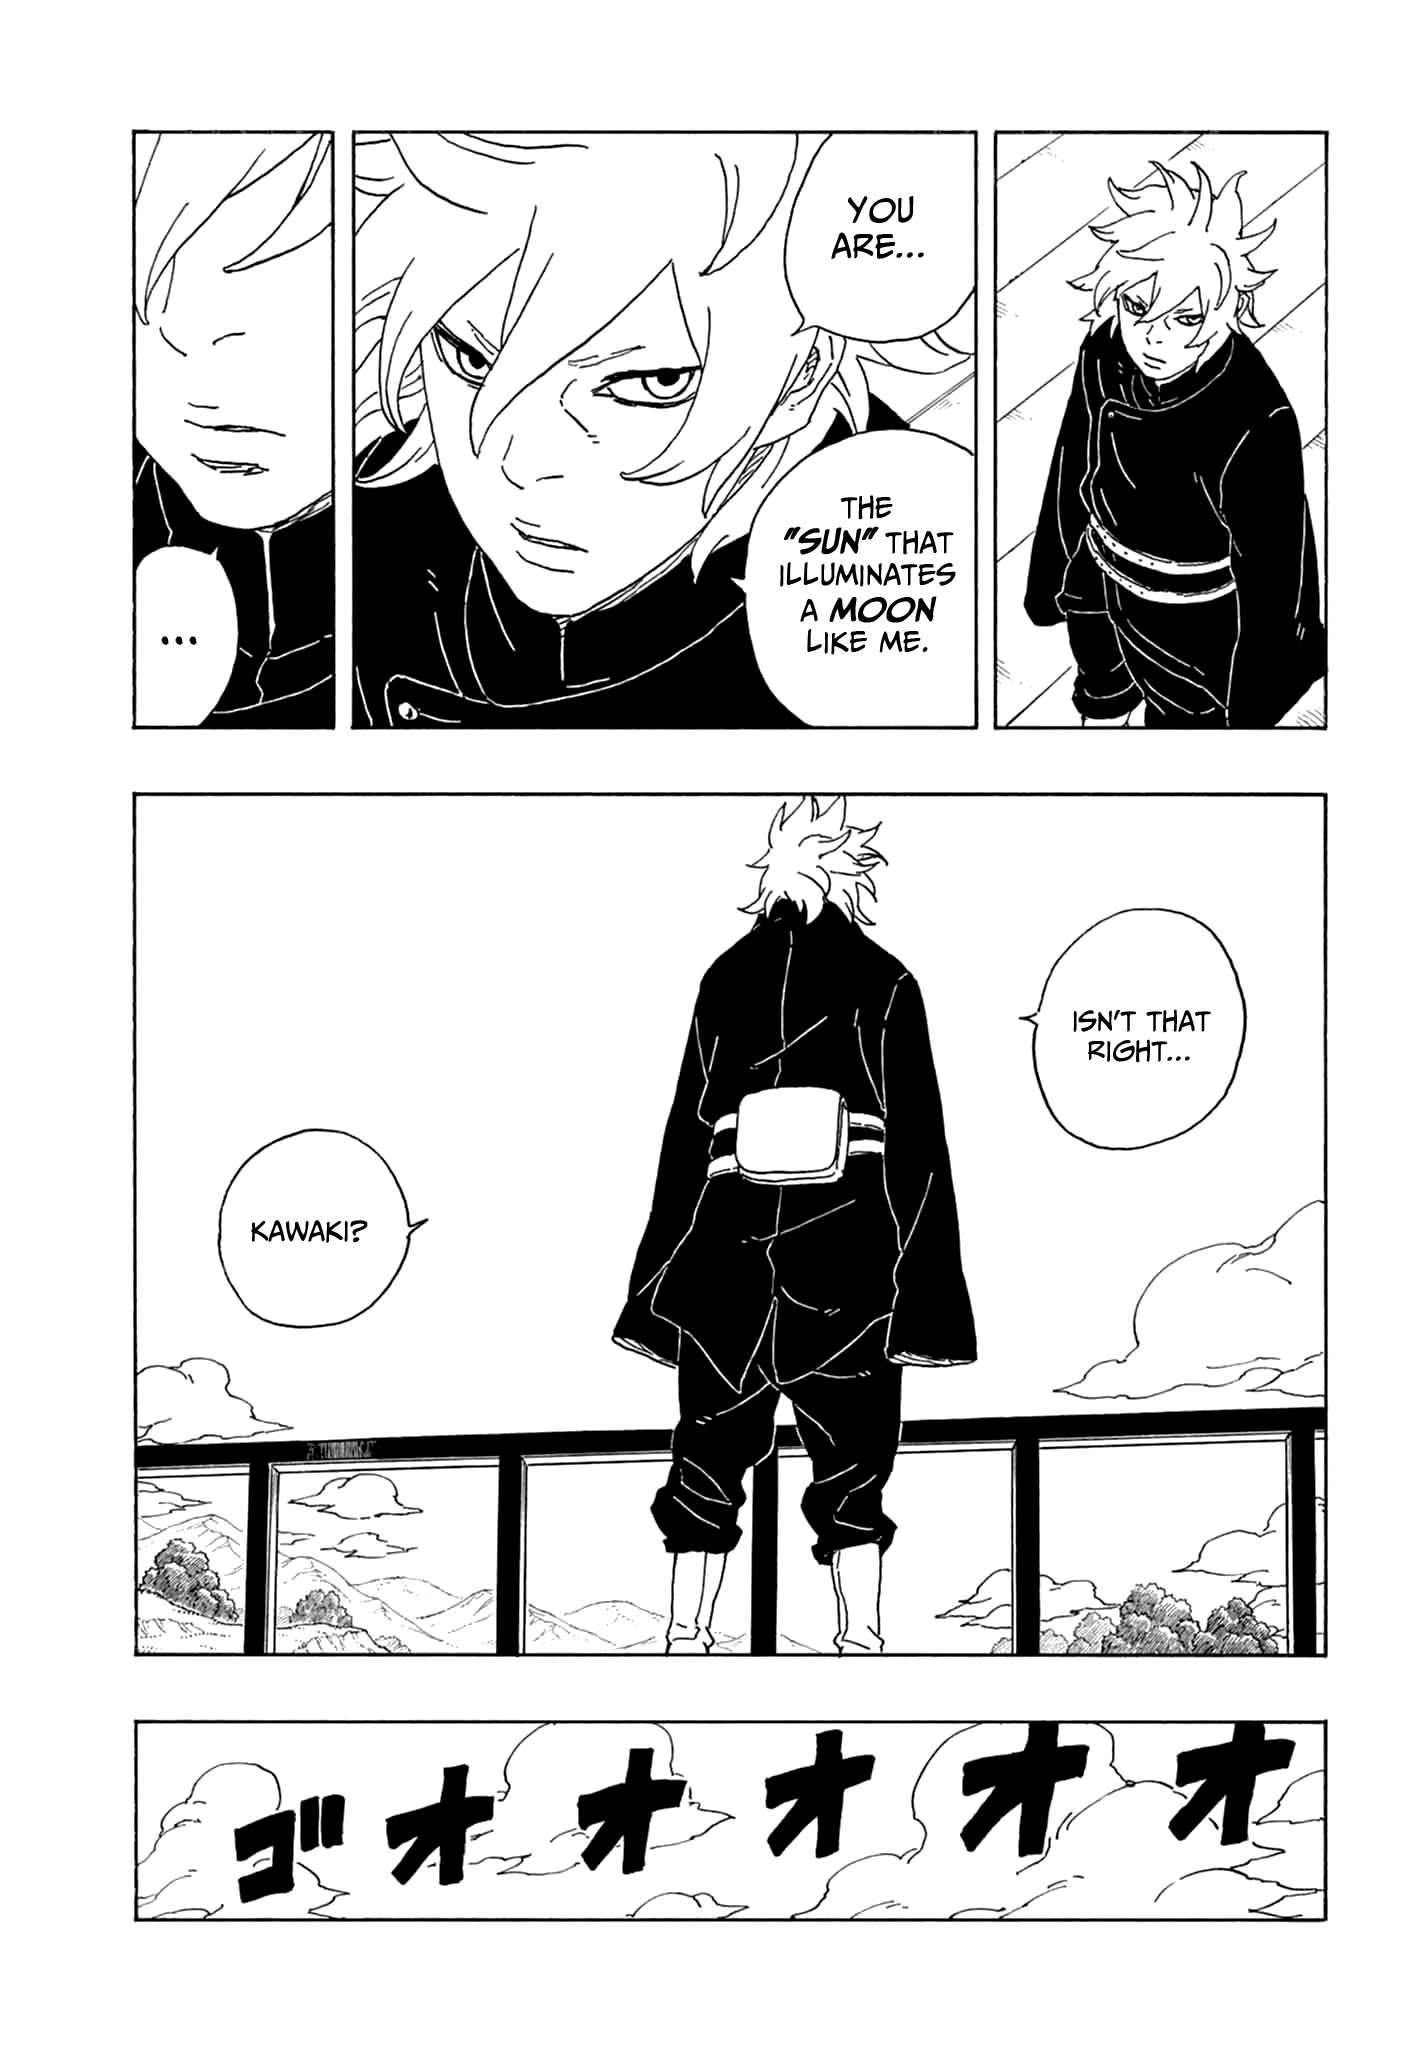 YOU
ARE...
THE
"SUN" THAT
ILLUMINATES
A MOON
LIKE ME.
...
ISN'T THAT
RIGHT...
KAWAKI?
ゴオオオオオ